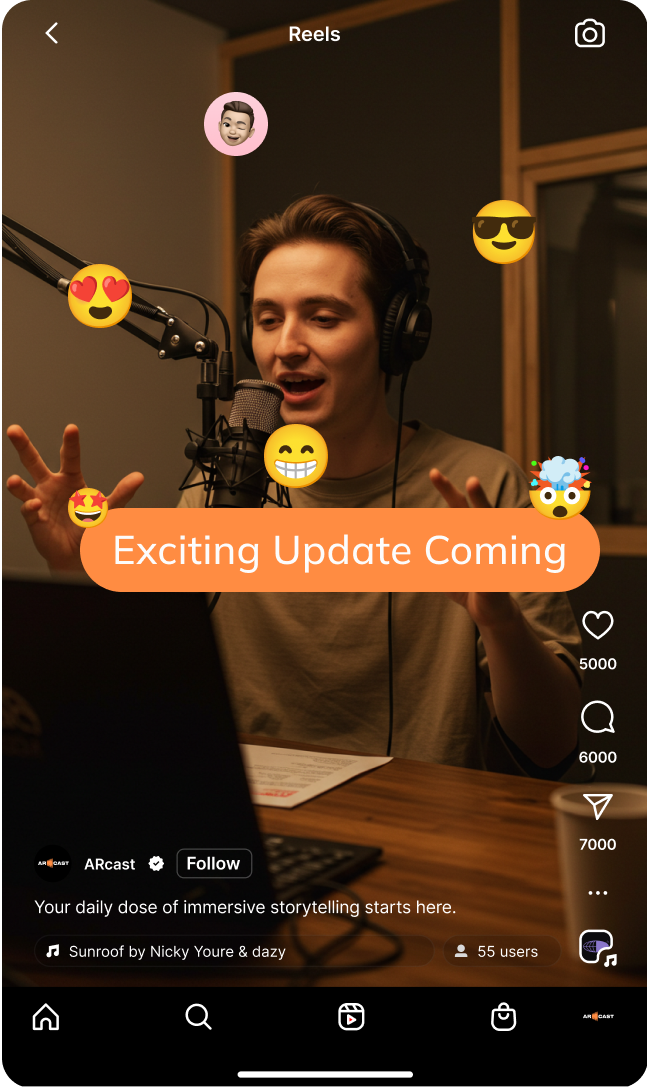 Reels
Exciting Update Coming
5000
6000
7000
ARCAST
ARcast
Follow
Your daily dose of immersive storytelling starts here.
Sunroof by Nicky Youre & dazy
55 users